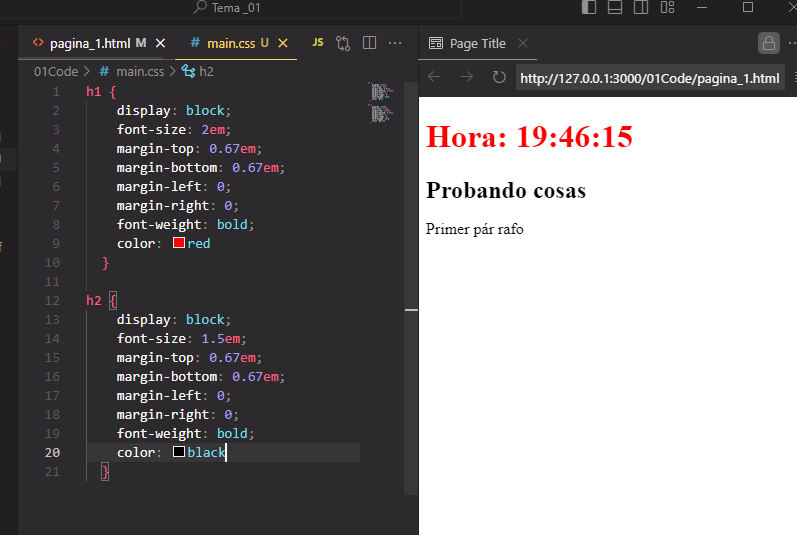 Tema _01
pagina_1.html M
main.css U
JS
Page Title
01Code > # main.css > h2
http://127.0.0.1:3000/01Code/pagina_1.html
1 h1 {
2 display: block;
3 font-size: 2em;
4 margin-top: 0.67em;
5 margin-bottom: 0.67em;
6 margin-left: 0;
7 margin-right: 0;
8 font-weight: bold;
9 color: red
10 }
11
12 h2 {
13 display: block;
14 font-size: 1.5em;
15 margin-top: 0.67em;
16 margin-bottom: 0.67em;
17 margin-left: 0;
18 margin-right: 0;
19 font-weight: bold;
20 color: black
21 }
Hora: 19:46:15
Probando cosas
Primer pár rafo